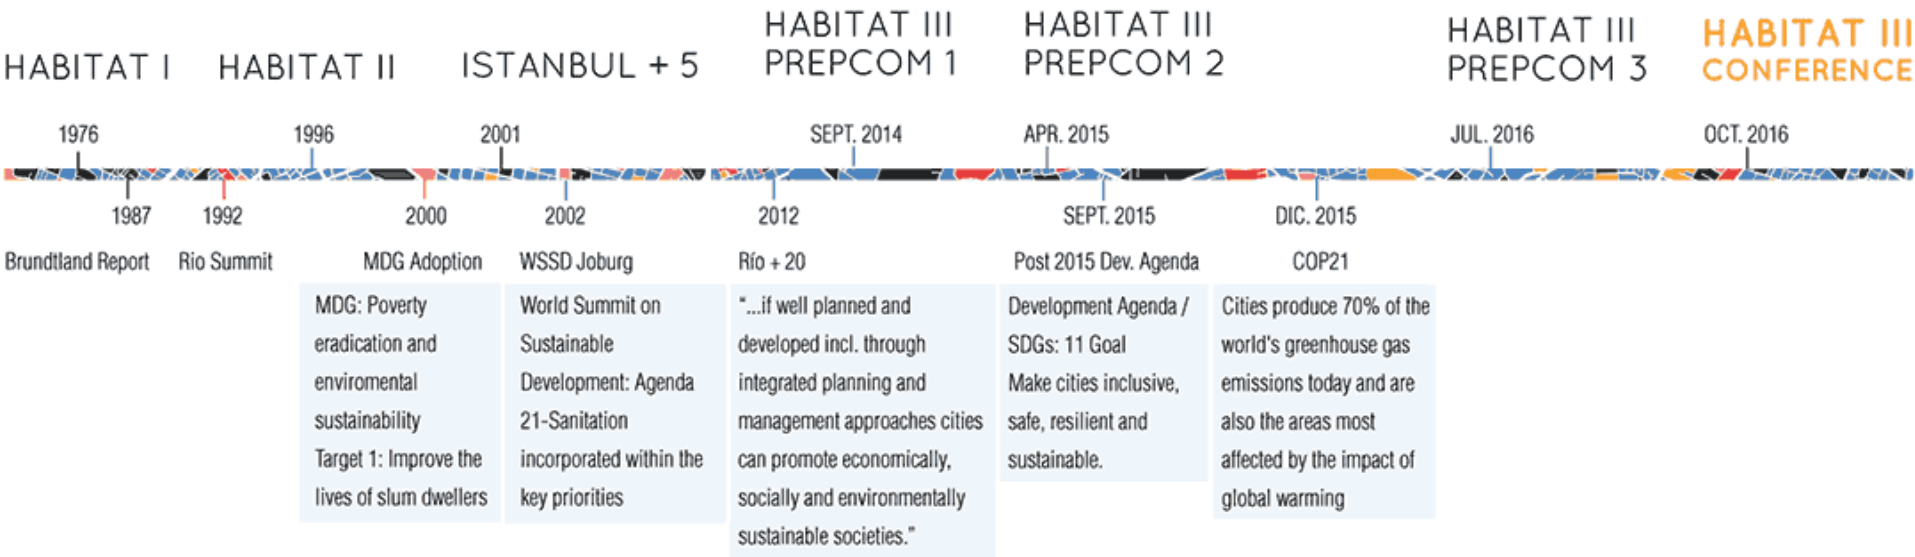 HABITAT I
HABITAT II
ISTANBUL + 5
HABITAT III
PREPCOM 1
HABITAT III
PREPCOM 2
HABITAT III
PREPCOM 3
HABITAT III
CONFERENCE
1976
1996
2001
SEPT. 2014
APR. 2015
JUL. 2016
OCT. 2016
1987
1992
2000
2002
2012
SEPT. 2015
DIC. 2015
Brundtland Report
Rio Summit
MDG Adoption
WSSD Joburg
Río + 20
Post 2015 Dev. Agenda
COP21
MDG: Poverty
eradication and
enviromental
sustainability
Target 1: Improve the
lives of slum dwellers
World Summit on
Sustainable
Development: Agenda
21-Sanitation
incorporated within the
key priorities
“...if well planned and
developed incl. through
integrated planning and
management approaches cities
can promote economically,
socially and environmentally
sustainable societies.”
Development Agenda /
SDGs: 11 Goal
Make cities inclusive,
safe, resilient and
sustainable.
Cities produce 70% of the
world's greenhouse gas
emissions today and are
also the areas most
affected by the impact of
global warming